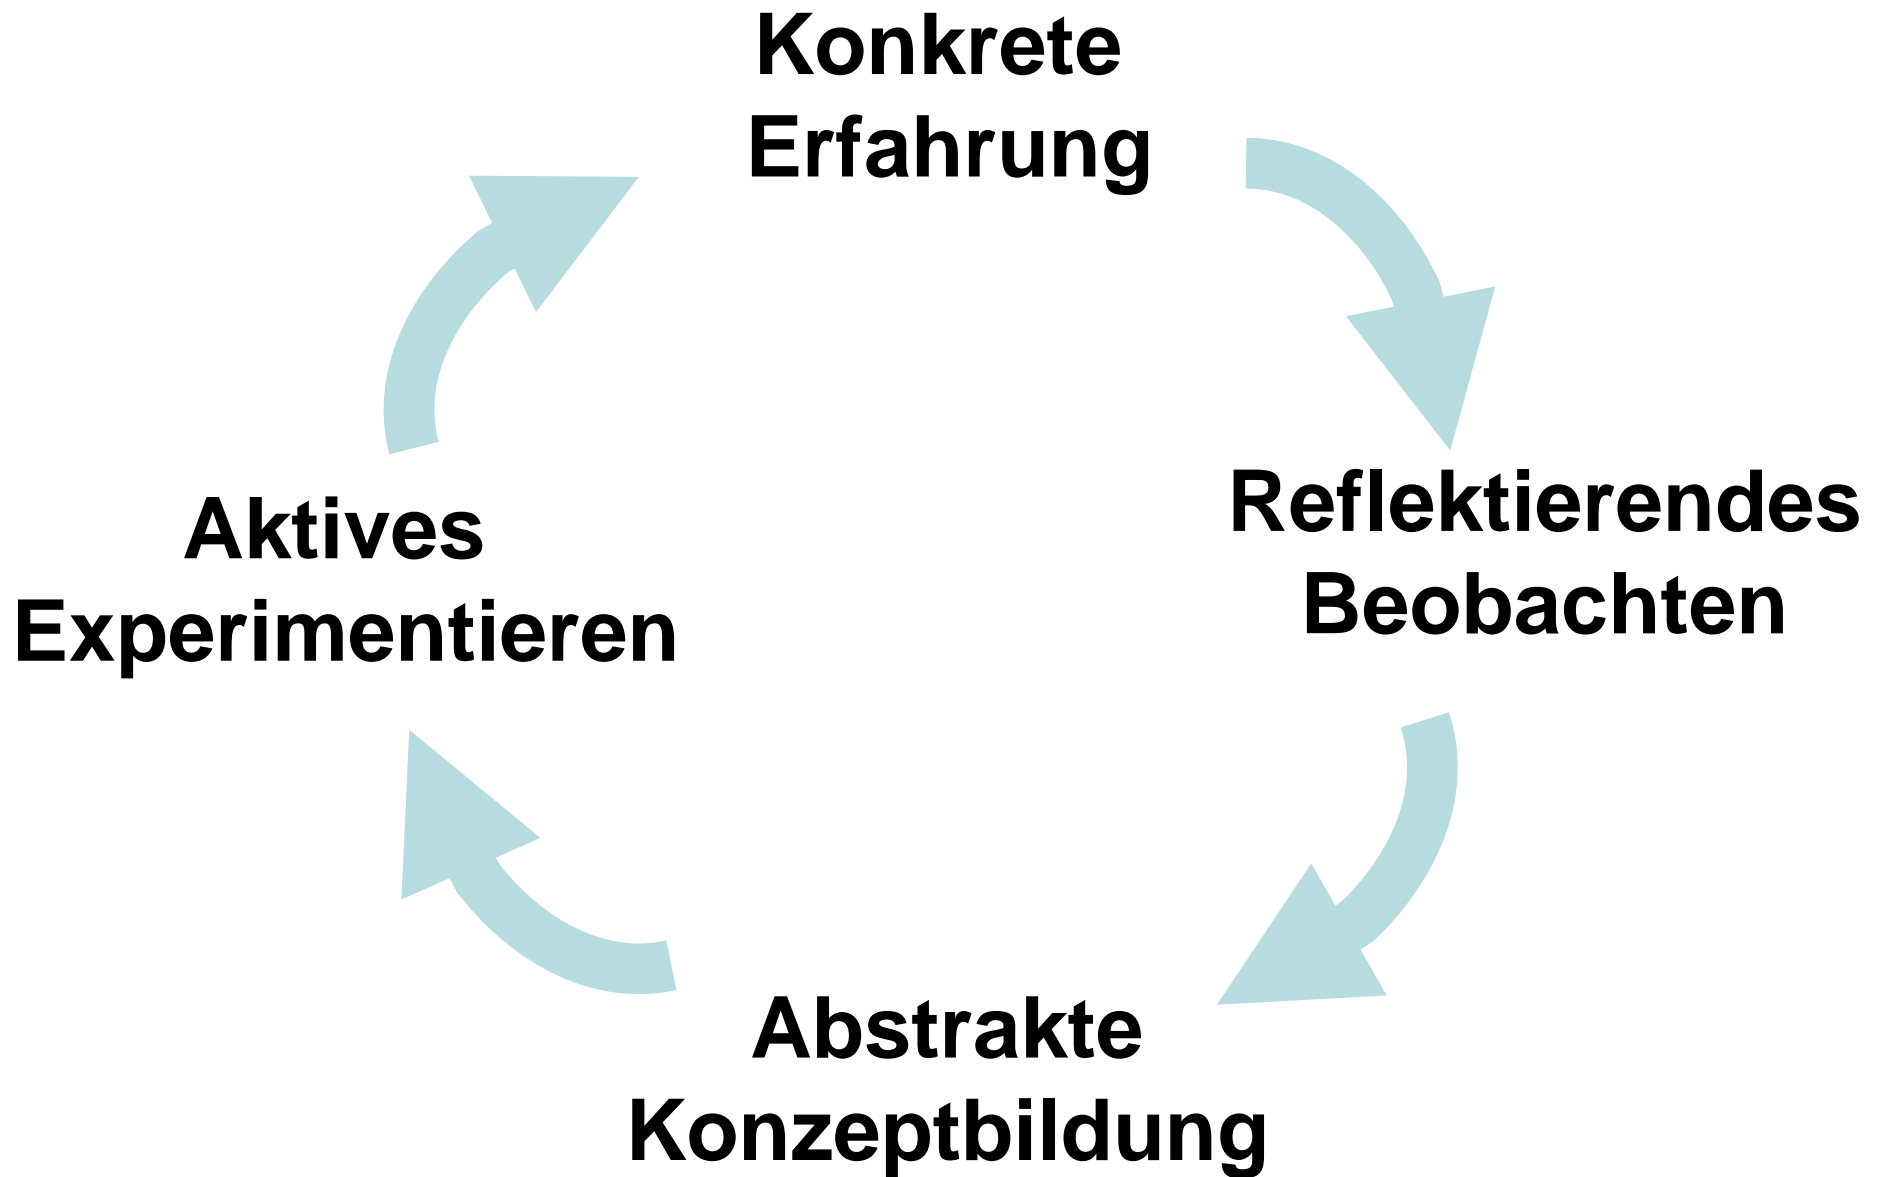 Konkrete
Erfahrung
Reflektierendes
Beobachten
Abstrakte
Konzeptbildung
Aktives
Experimentieren